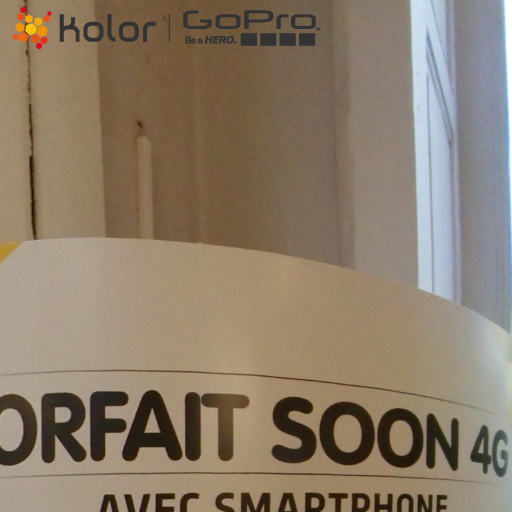 Kolor
GoPro
Be a HERO.
ORFAIT SOON 4G
AVEC SMARTPHONE